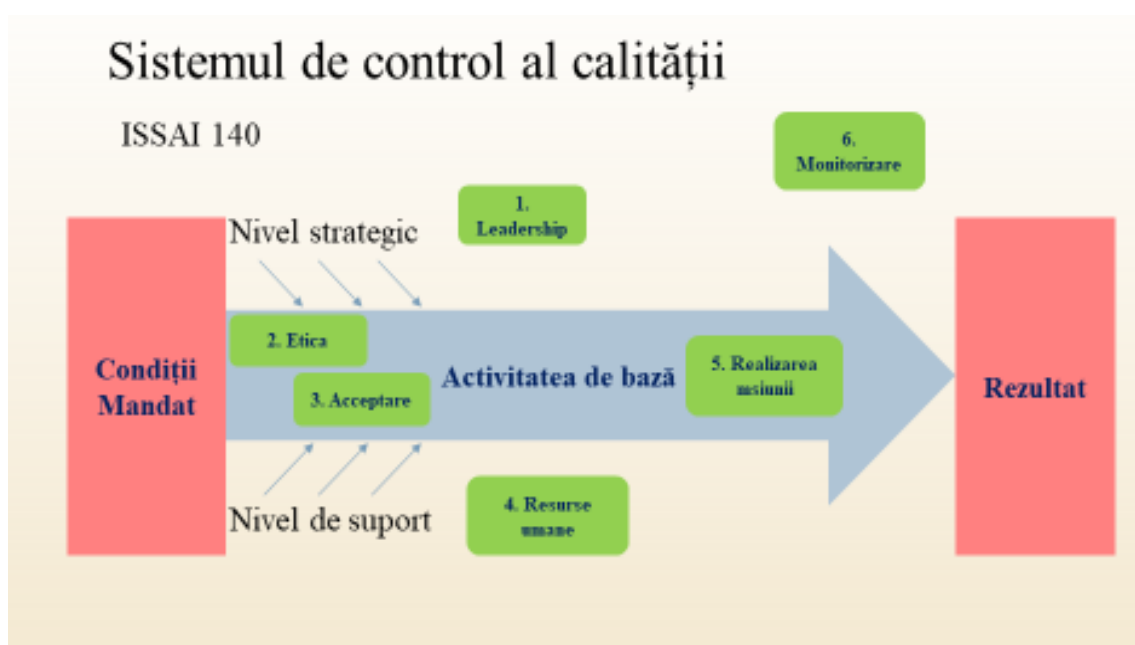 Sistemul de control al calității
ISSAI 140
6.
Monitorizare
1.
Leadership
Nivel strategic
2. Etica
Condiții
Mandat
3. Acceptare
Activitatea de bază
5. Realizarea
msiunii
Rezultat
Nivel de suport
4. Resurse
umane